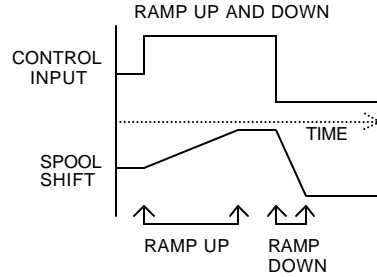 RAMP UP AND DOWN
CONTROL
INPUT
TIME
SPOOL
SHIFT
RAMP UP
RAMP
DOWN